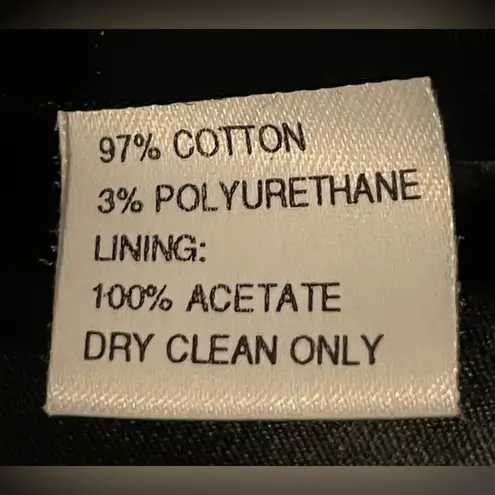 97% COTTON
3% POLYURETHANE
LINING:
100% ACETATE
DRY CLEAN ONLY